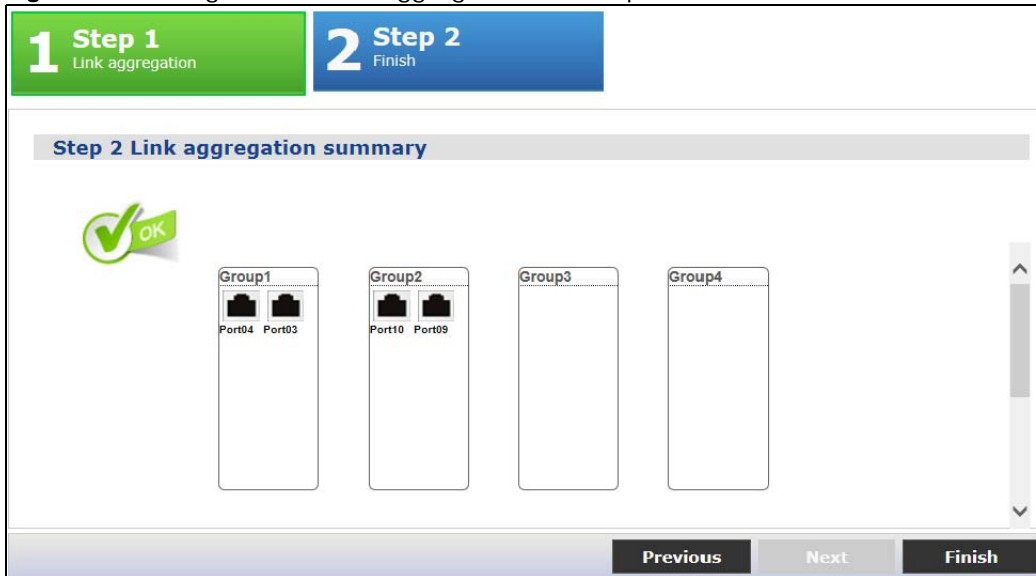 1 Step 1
Link aggregation
2 Step 2
Finish
Step 2 Link aggregation summary
OK
Group1 Group2 Group3 Group4
Port04 Port03 Port10 Port09
Previous Next Finish